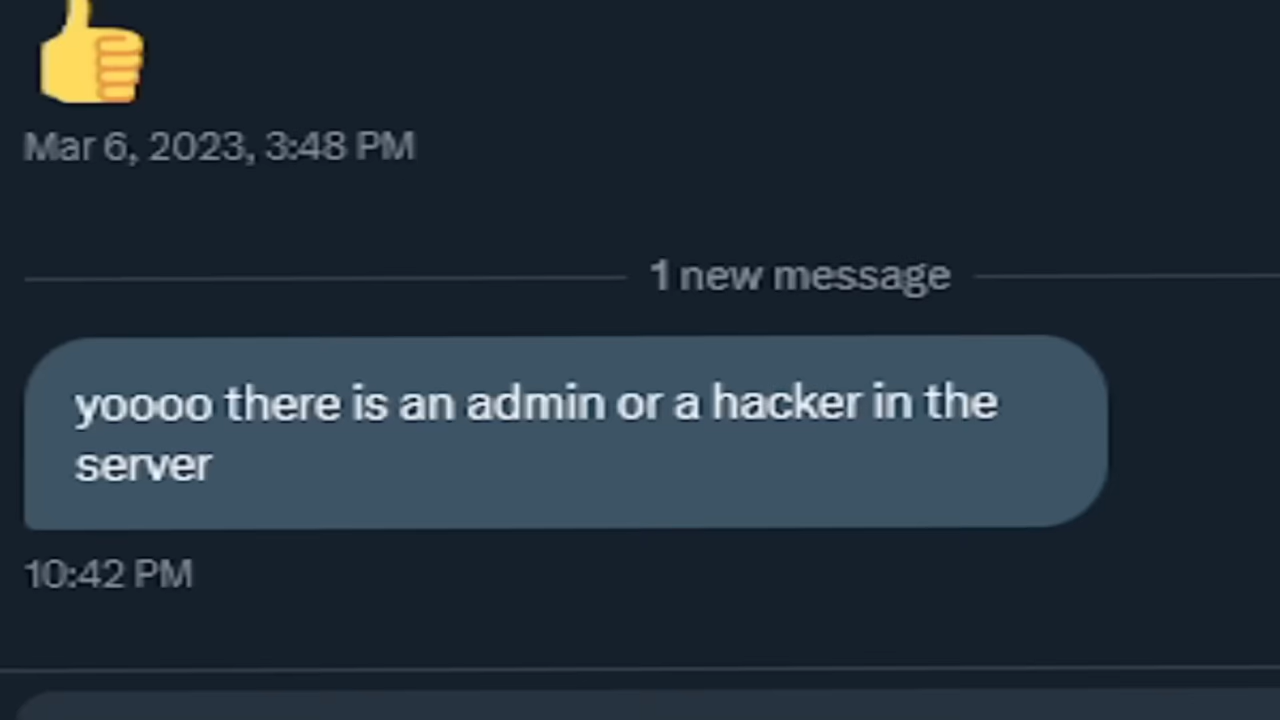 Mar 6, 2023, 3:48 PM
1 new message
yoooo there is an admin or a hacker in the
server
10:42 PM